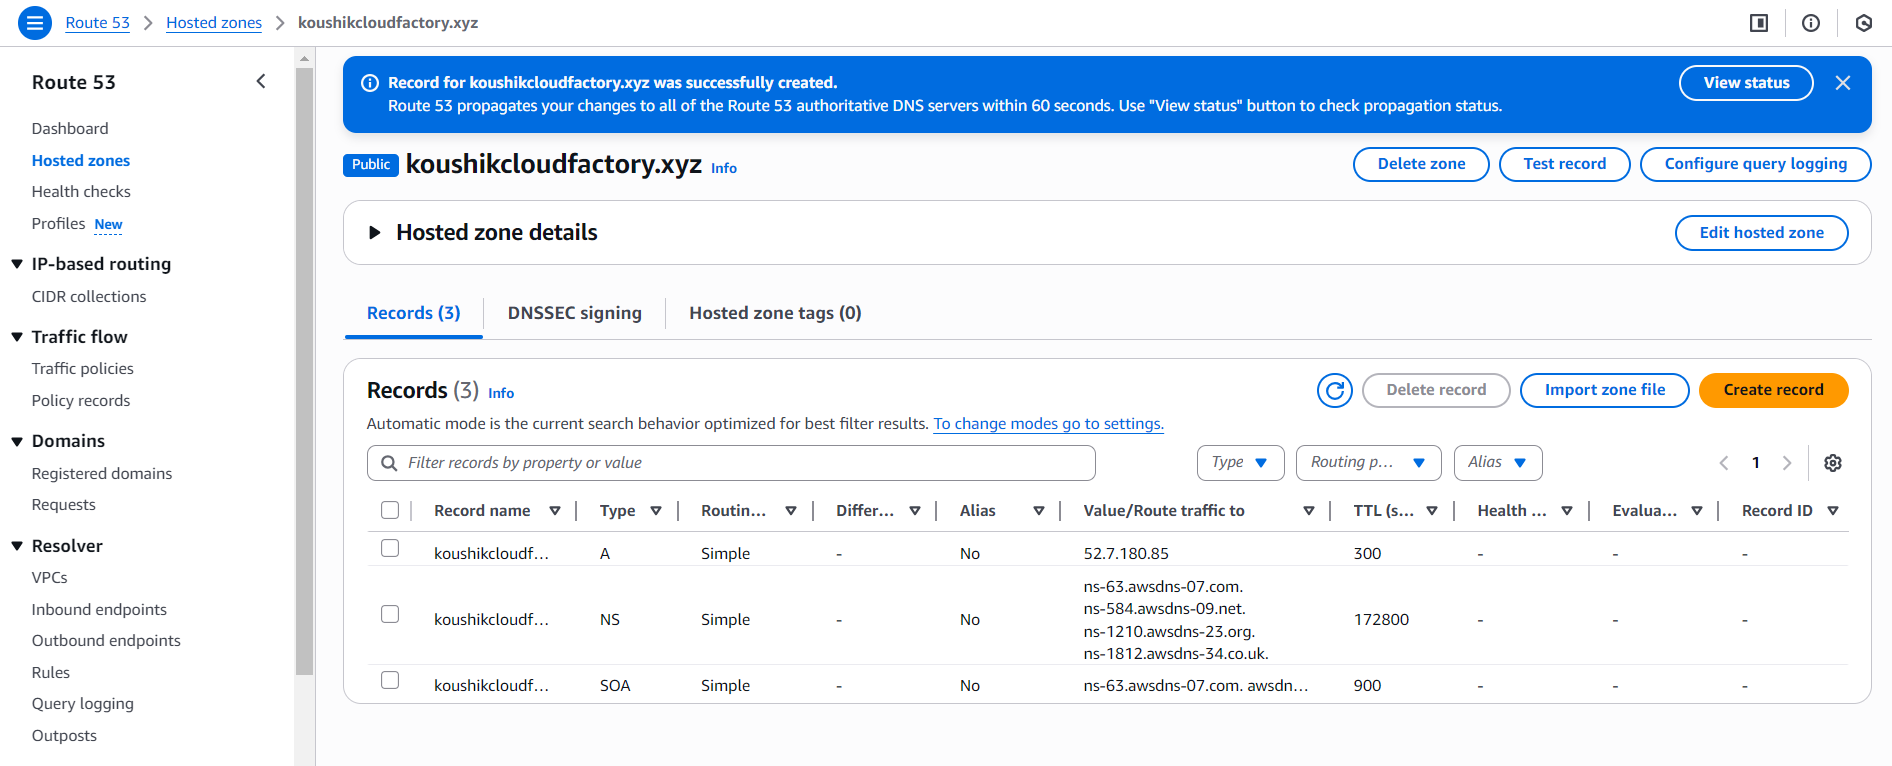 Route 53 > Hosted zones > koushikcloudfactory.xyz
Route 53
Dashboard
Hosted zones
Health checks
Profiles New
IP-based routing
CIDR collections
Traffic flow
Traffic policies
Policy records
Domains
Registered domains
Requests
Resolver
VPCs
Inbound endpoints
Outbound endpoints
Rules
Query logging
Outposts
Record for koushikcloudfactory.xyz was successfully created.
Route 53 propagates your changes to all of the Route 53 authoritative DNS servers within 60 seconds. Use "View status" button to check propagation status.
View status
Public koushikcloudfactory.xyz Info
Delete zone Test record Configure query logging
Hosted zone details
Edit hosted zone
Records (3) DNSSEC signing Hosted zone tags (0)
Records (3) Info
Delete record Import zone file Create record
Automatic mode is the current search behavior optimized for best filter results. To change modes go to settings.
Filter records by property or value
Type Routing p... Alias
1
Record name Type Routin... Differ... Alias Value/Route traffic to TTL (s... Health ... Evalua... Record ID
koushikcloudf... A Simple - No 52.7.180.85 300 - - -
koushikcloudf... NS Simple - No ns-63.awsdns-07.com.
ns-584.awsdns-09.net.
ns-1210.awsdns-23.org.
ns-1812.awsdns-34.co.uk. 172800 - - -
koushikcloudf... SOA Simple - No ns-63.awsdns-07.com. awsdn... 900 - - -